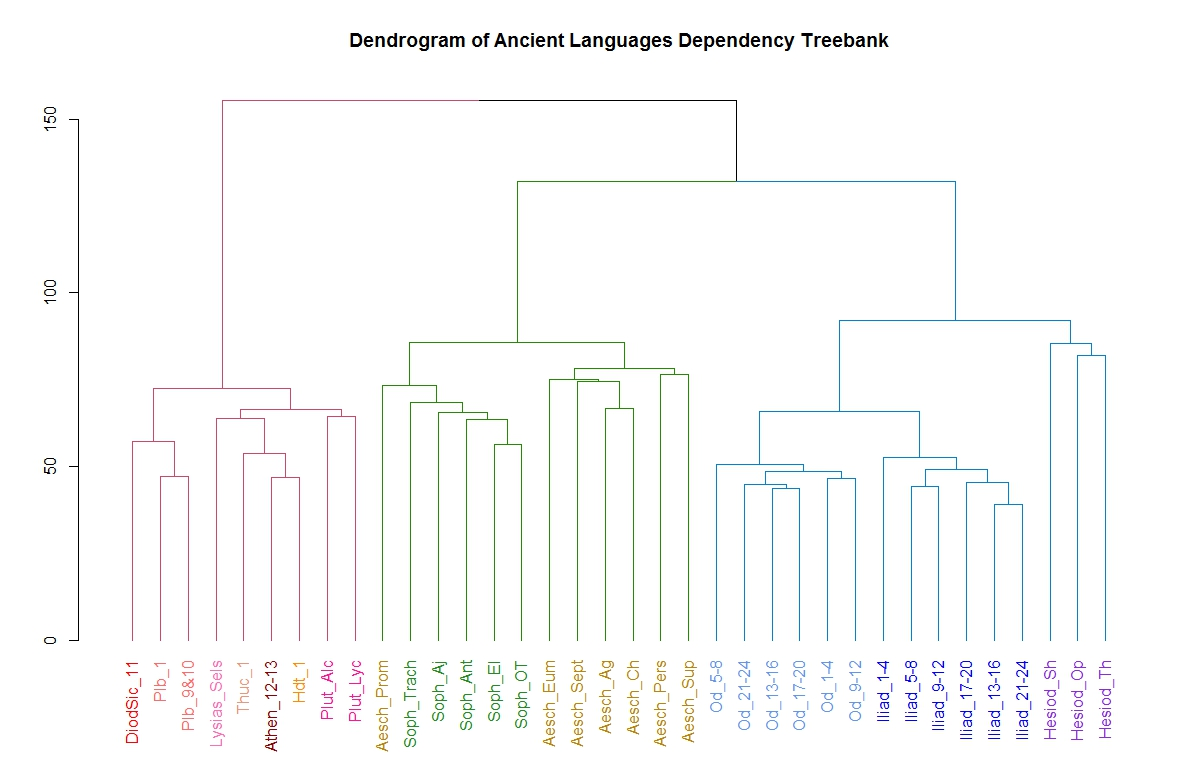 Dendrogram of Ancient Languages Dependency Treebank
150
100
50
0
DiodSic_11
Plb_1
Plb_9&10
Lysias_Sels
Thuc_1
Athen_12-13
Hdt_1
Plut_Alc
Plut_Lyc
Aesch_Prom
Soph_Trach
Soph_Aj
Soph_Ant
Soph_El
Soph_OT
Aesch_Eum
Aesch_Sept
Aesch_Ag
Aesch_Ch
Aesch_Pers
Aesch_Sup
Od_5-8
Od_21-24
Od_13-16
Od_17-20
Od_1-4
Od_9-12
Iliad_1-4
Iliad_5-8
Iliad_9-12
Iliad_17-20
Iliad_13-16
Iliad_21-24
Hesiod_Sh
Hesiod_Op
Hesiod_Th